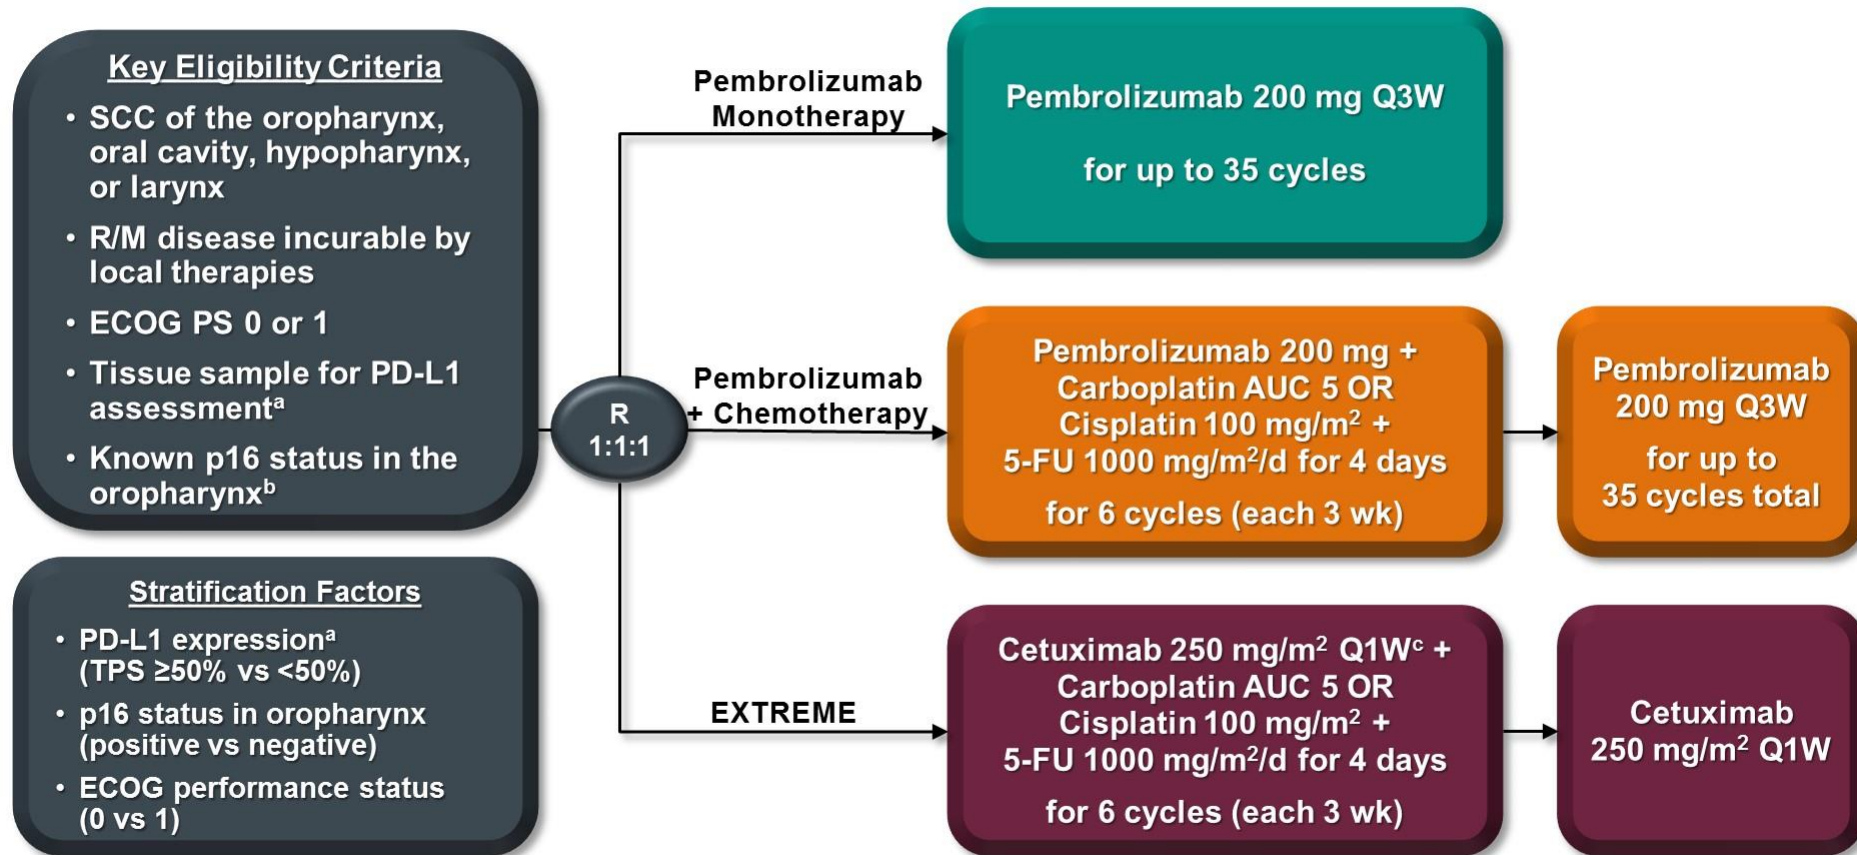 Key Eligibility Criteria
• SCC of the oropharynx,
oral cavity, hypopharynx,
or larynx
• R/M disease incurable by
local therapies
• ECOG PS 0 or 1
• Tissue sample for PD-L1
assessmentᵃ
• Known p16 status in the
oropharynxᵇ
Stratification Factors
• PD-L1 expressionᵃ
(TPS ≥50% vs <50%)
• p16 status in oropharynx
(positive vs negative)
• ECOG performance status
(0 vs 1)
R
1:1:1
Pembrolizumab
Monotherapy
Pembrolizumab 200 mg Q3W
for up to 35 cycles
Pembrolizumab
+ Chemotherapy
Pembrolizumab 200 mg +
Carboplatin AUC 5 OR
Cisplatin 100 mg/m² +
5-FU 1000 mg/m²/d for 4 days
for 6 cycles (each 3 wk)
Pembrolizumab
200 mg Q3W
for up to
35 cycles total
EXTREME
Cetuximab 250 mg/m² Q1Wᶜ +
Carboplatin AUC 5 OR
Cisplatin 100 mg/m² +
5-FU 1000 mg/m²/d for 4 days
for 6 cycles (each 3 wk)
Cetuximab
250 mg/m² Q1W